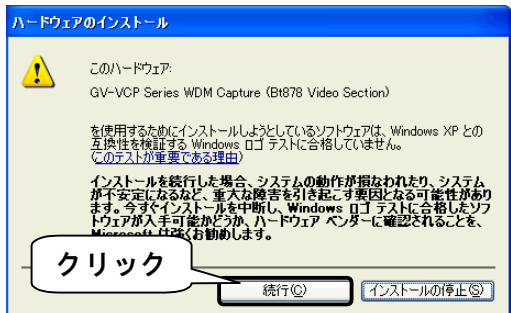 ハードウェアのインストール
このハードウェア:
GV-VCP Series WDM Capture (Bt878 Video Section)
を使用するためにインストールしようとしているソフトウェアは、Windows XP との
互換性を検証する Windows ロゴ テストに合格していません。
(このテストが重要である理由)
インストールを続行した場合、システムの動作が損なわれたり、システム
が不安定になるなど、重大な障害を引き起こす要因となる可能性があり
ます。今すぐインストールを中断し、Windows ロゴ テストに合格したソフ
トウェアが入手可能かどうか、ハードウェア ベンダーに確認されることを、
Microsoft は強くお勧めします。
クリック
続行(C)
インストールの停止(S)